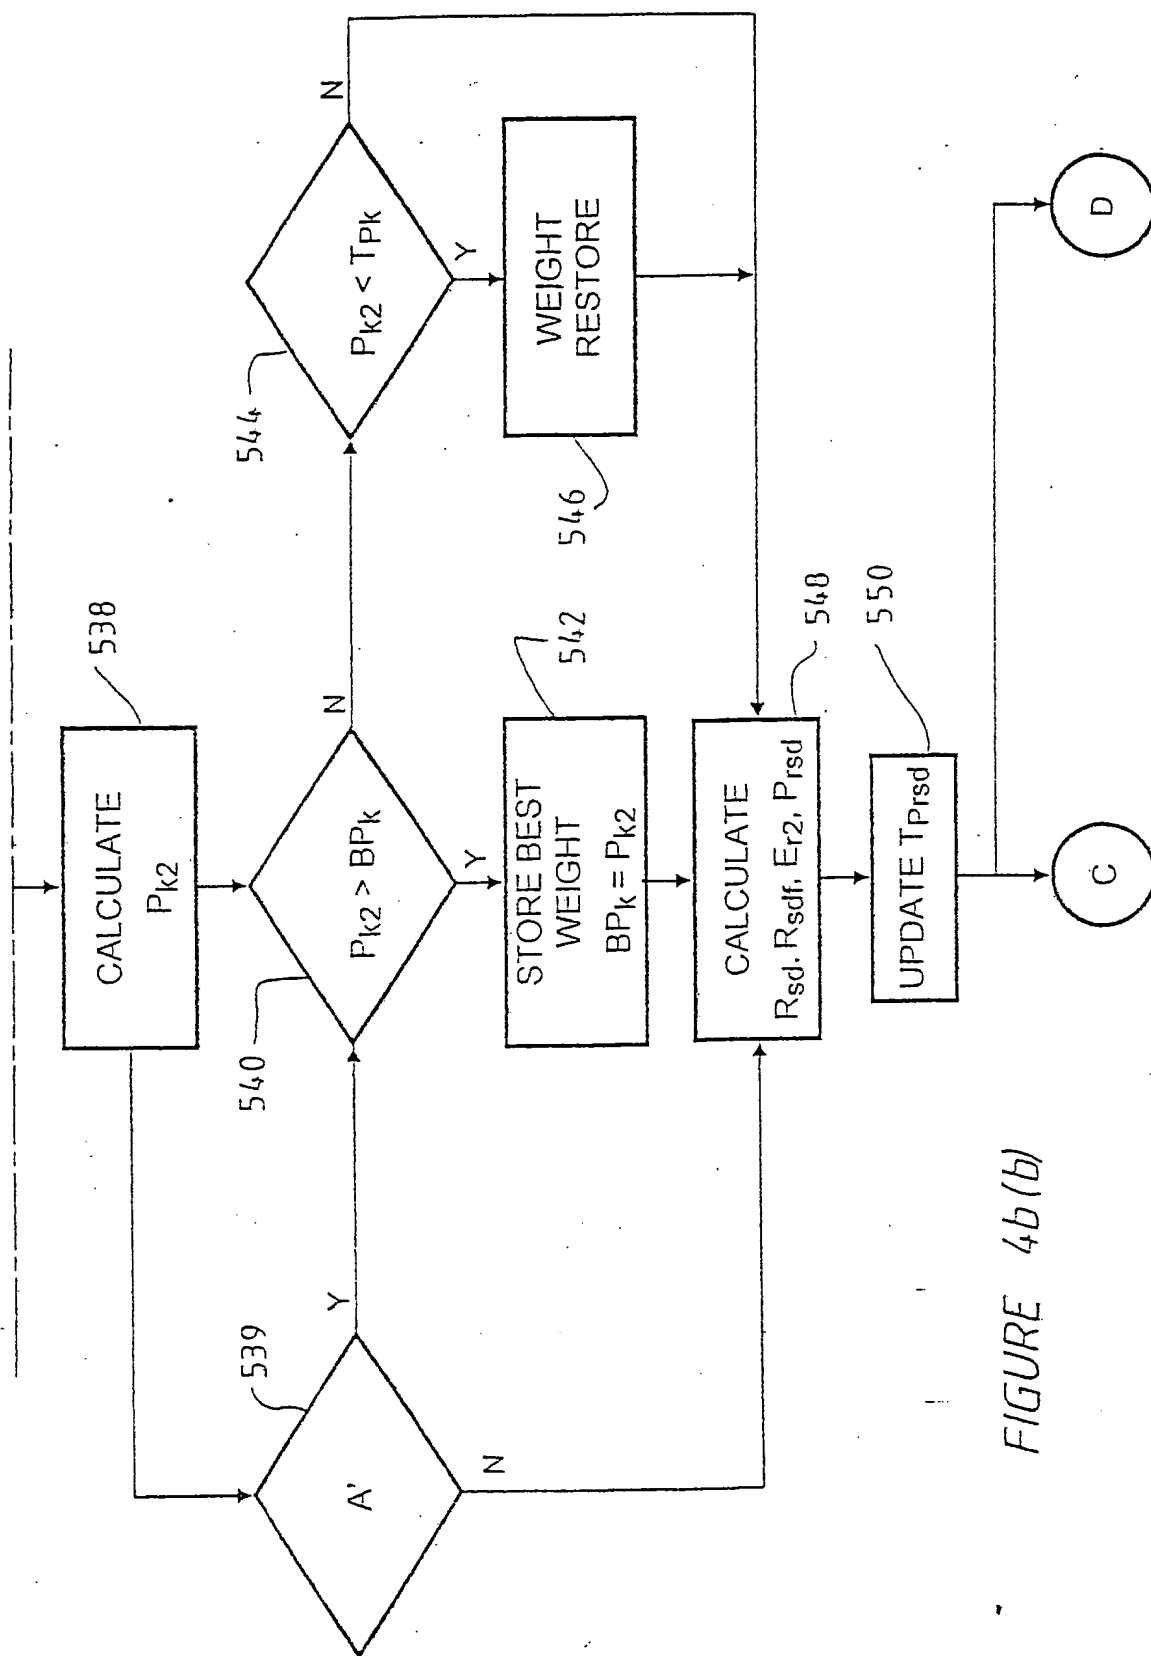 CALCULATE
Pk2
538
539
A'
Y
N
540
Pk2 > BPk
N
Y
544
Pk2 < TPk
N
Y
STORE BEST
WEIGHT
BPk = Pk2
542
WEIGHT
RESTORE
546
CALCULATE
Rsd, Rsdf, Er2, Prsd
548
UPDATE TPrsd
550
C
D
FIGURE 4b(b)